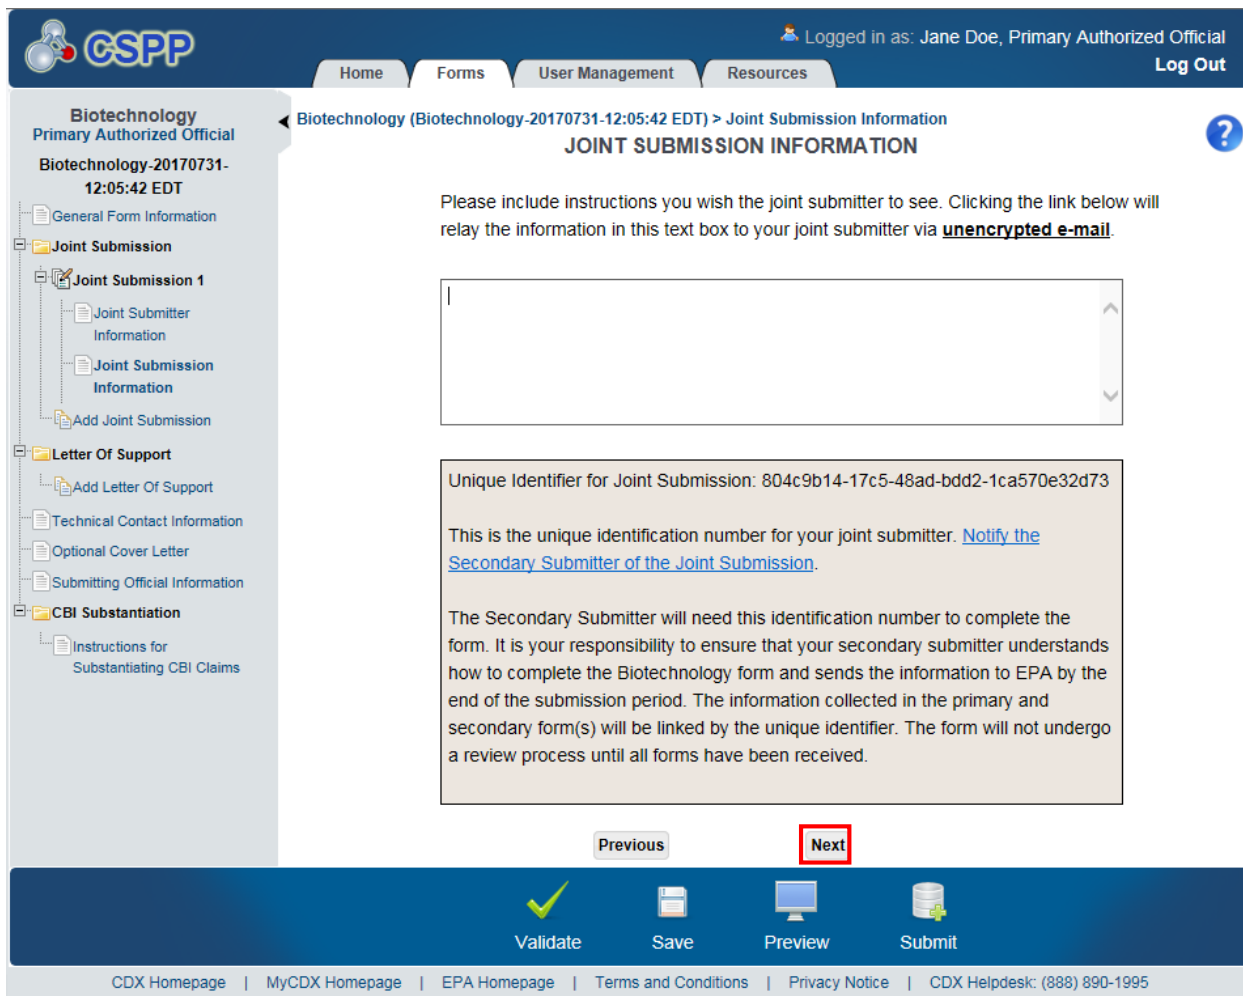 CSPP
Logged in as: Jane Doe, Primary Authorized Official
Log Out
Home
Forms
User Management
Resources
Biotechnology
Primary Authorized Official
Biotechnology-20170731-
12:05:42 EDT
General Form Information
Joint Submission
Joint Submission 1
Joint Submitter
Information
Joint Submission
Information
Add Joint Submission
Letter Of Support
Add Letter Of Support
Technical Contact Information
Optional Cover Letter
Submitting Official Information
CBI Substantiation
Instructions for
Substantiating CBI Claims
Biotechnology (Biotechnology-20170731-12:05:42 EDT) > Joint Submission Information
JOINT SUBMISSION INFORMATION
?
Please include instructions you wish the joint submitter to see. Clicking the link below will
relay the information in this text box to your joint submitter via unencrypted e-mail.
Unique Identifier for Joint Submission: 804c9b14-17c5-48ad-bdd2-1ca570e32d73
This is the unique identification number for your joint submitter. Notify the
Secondary Submitter of the Joint Submission.
The Secondary Submitter will need this identification number to complete the
form. It is your responsibility to ensure that your secondary submitter understands
how to complete the Biotechnology form and sends the information to EPA by the
end of the submission period. The information collected in the primary and
secondary form(s) will be linked by the unique identifier. The form will not undergo
a review process until all forms have been received.
Previous
Next
Validate
Save
Preview
Submit
CDX Homepage | MyCDX Homepage | EPA Homepage | Terms and Conditions | Privacy Notice | CDX Helpdesk: (888) 890-1995